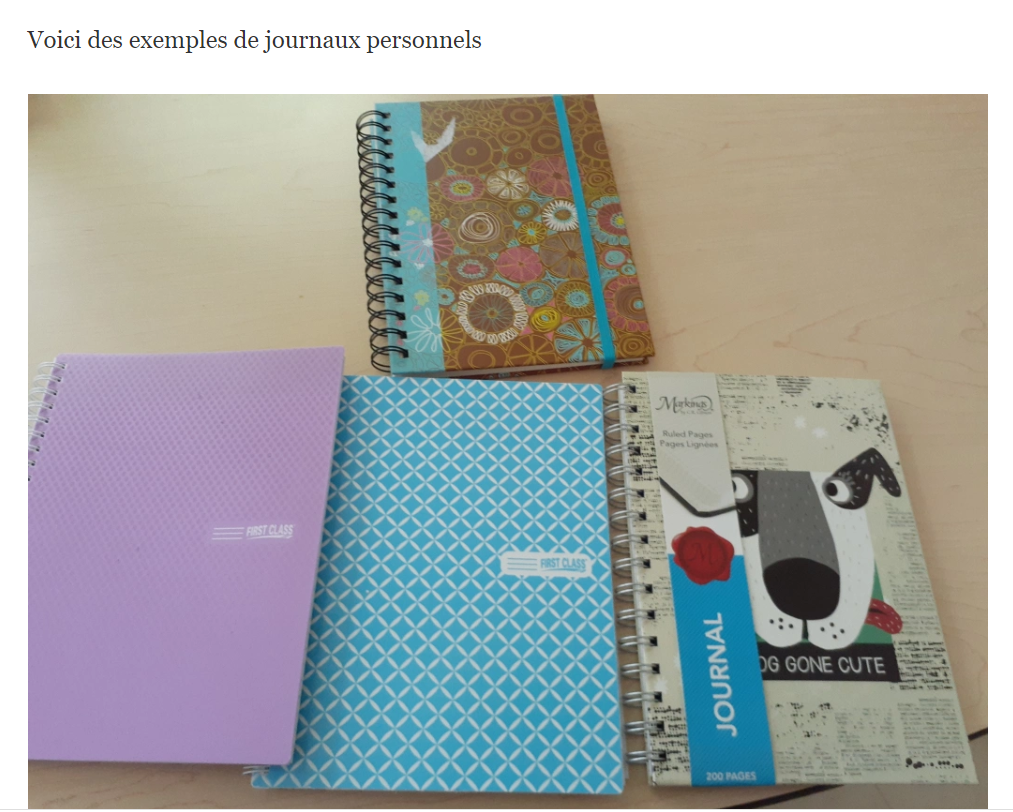 Voici des exemples de journaux personnels
Markings
Ruled Pages
Pages Lignées
FIRST CLASS
FIRST CLASS
M
JOURNAL
OG GONE CUTE
200 PAGES